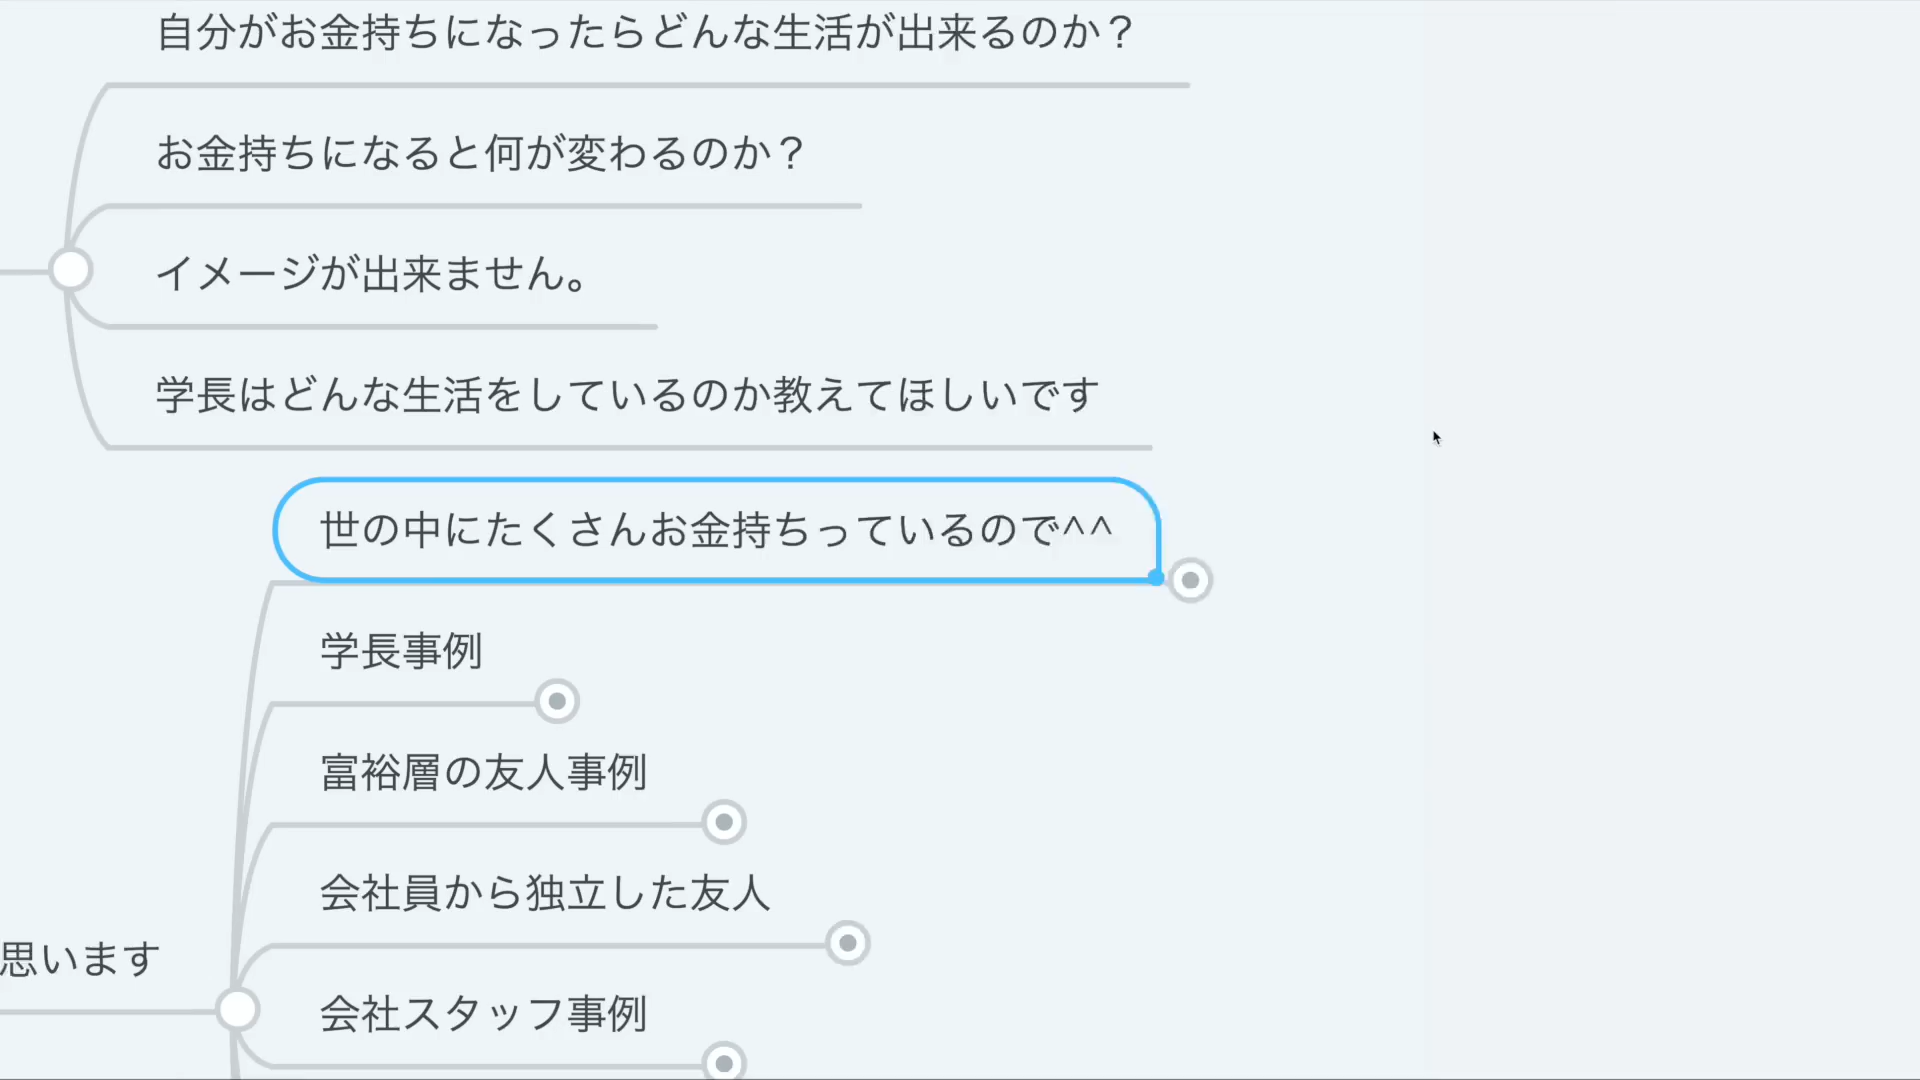 自分がお金持ちになったらどんな生活が出来るのか？
お金持ちになると何が変わるのか？
イメージが出来ません。
学長はどんな生活をしているのか教えてほしいです
世の中にたくさんお金持ちっているので^^
学長事例
富裕層の友人事例
会社員から独立した友人
思います
会社スタッフ事例